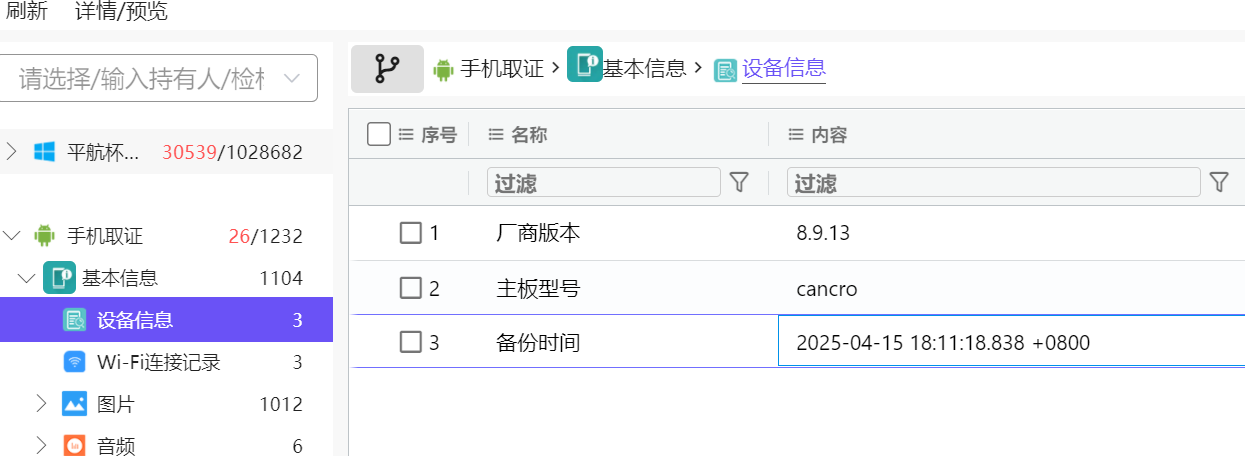 刷新 详情/预览
请选择/输入持有人/检材
平航杯... 30539/1028682
手机取证 26/1232
基本信息 1104
设备信息 3
Wi-Fi连接记录 3
图片 1012
音频 6
手机取证 > 基本信息 > 设备信息
序号 名称 内容
过滤 过滤
1 厂商版本 8.9.13
2 主板型号 cancro
3 备份时间 2025-04-15 18:11:18.838 +0800